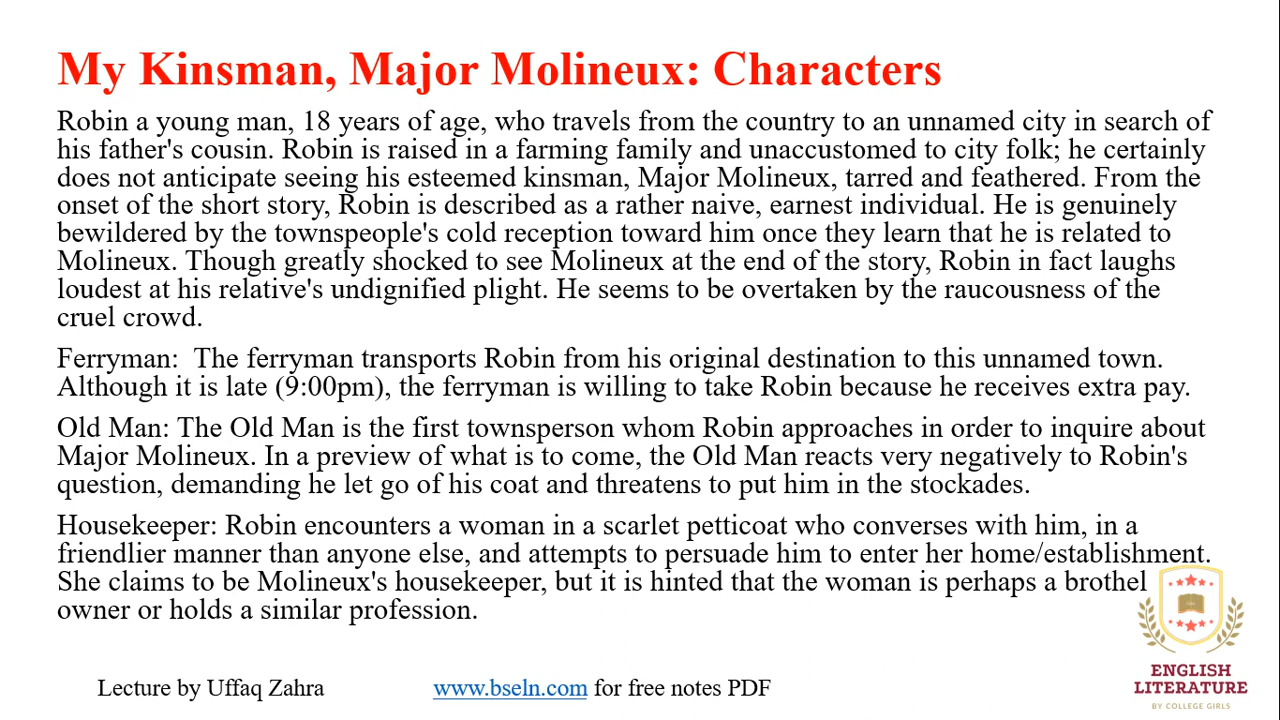 My Kinsman, Major Molineux: Characters
Robin a young man, 18 years of age, who travels from the country to an unnamed city in search of
his father's cousin. Robin is raised in a farming family and unaccustomed to city folk; he certainly
does not anticipate seeing his esteemed kinsman, Major Molineux, tarred and feathered. From the
onset of the short story, Robin is described as a rather naive, earnest individual. He is genuinely
bewildered by the townspeople's cold reception toward him once they learn that he is related to
Molineux. Though greatly shocked to see Molineux at the end of the story, Robin in fact laughs
loudest at his relative's undignified plight. He seems to be overtaken by the raucousness of the
cruel crowd.
Ferryman:  The ferryman transports Robin from his original destination to this unnamed town.
Although it is late (9:00pm), the ferryman is willing to take Robin because he receives extra pay.
Old Man: The Old Man is the first townsperson whom Robin approaches in order to inquire about
Major Molineux. In a preview of what is to come, the Old Man reacts very negatively to Robin's
question, demanding he let go of his coat and threatens to put him in the stockades.
Housekeeper: Robin encounters a woman in a scarlet petticoat who converses with him, in a
friendlier manner than anyone else, and attempts to persuade him to enter her home/establishment.
She claims to be Molineux's housekeeper, but it is hinted that the woman is perhaps a brothel
owner or holds a similar profession.
Lecture by Uffaq Zahra
www.bseln.com for free notes PDF
ENGLISH
LITERATURE
BY COLLEGE GIRLS